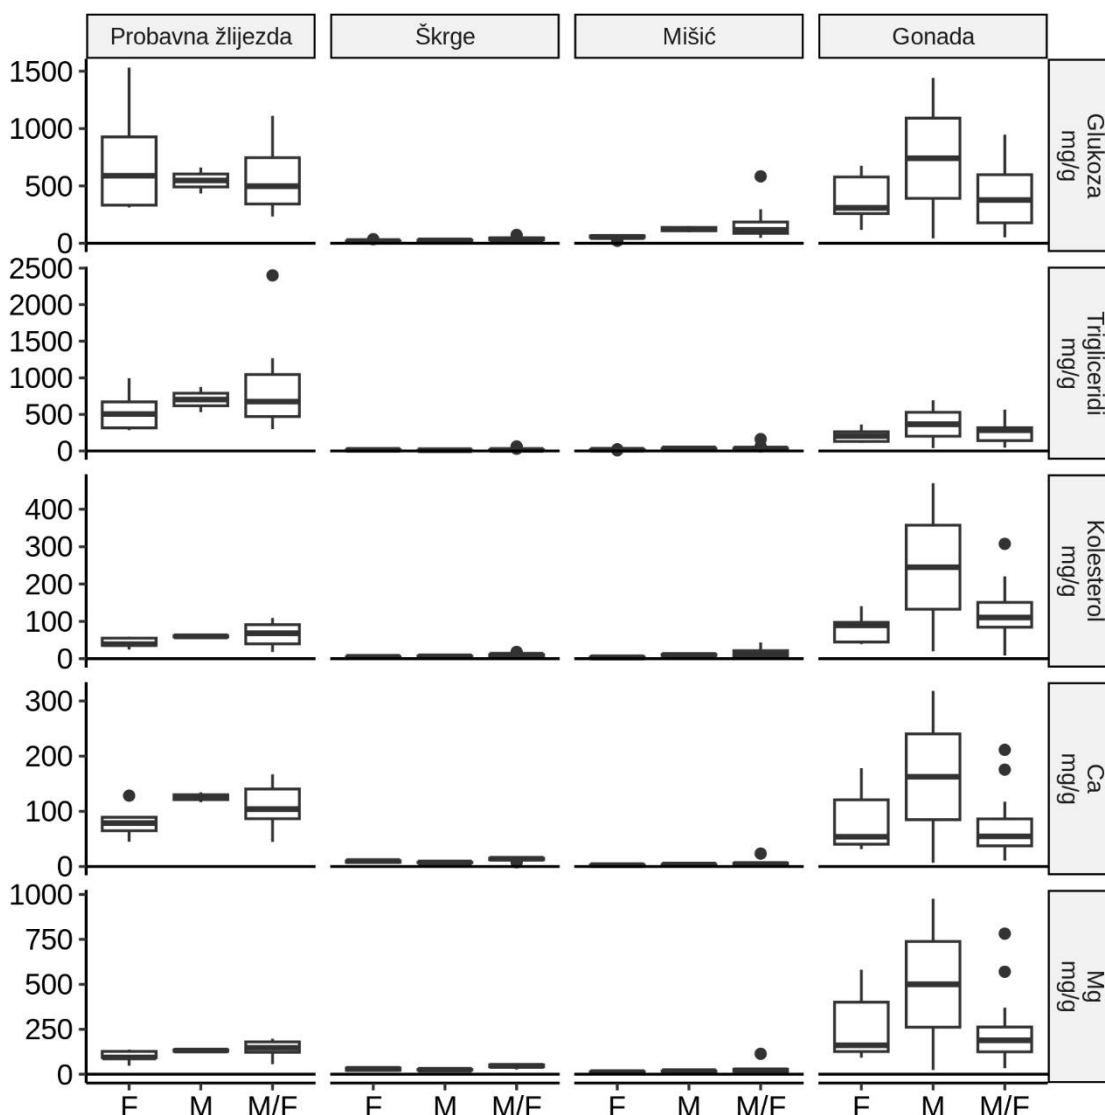 Probavna žlijezda Škrge Mišić Gonada
1500
1000
500
0
Glukoza
mg/g
2500
2000
1500
1000
500
0
Trigliceridi
mg/g
400
300
200
100
0
Kolesterol
mg/g
300
200
100
0
Ca
mg/g
1000
750
500
250
0
Mg
mg/g
F M M/F F M M/F F M M/F F M M/F